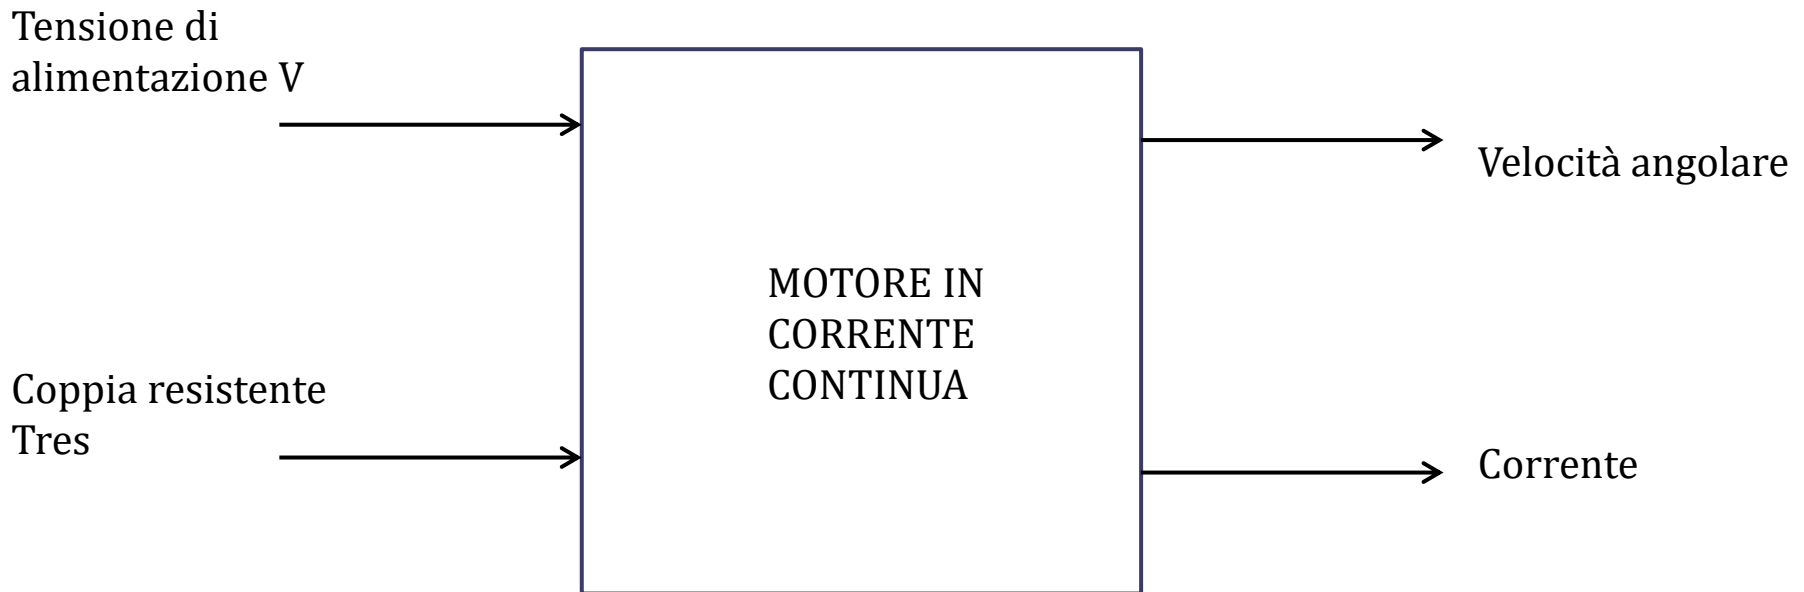 Tensione di
alimentazione V
Velocità angolare
MOTORE IN
CORRENTE
CONTINUA
Coppia resistente
Tres
Corrente